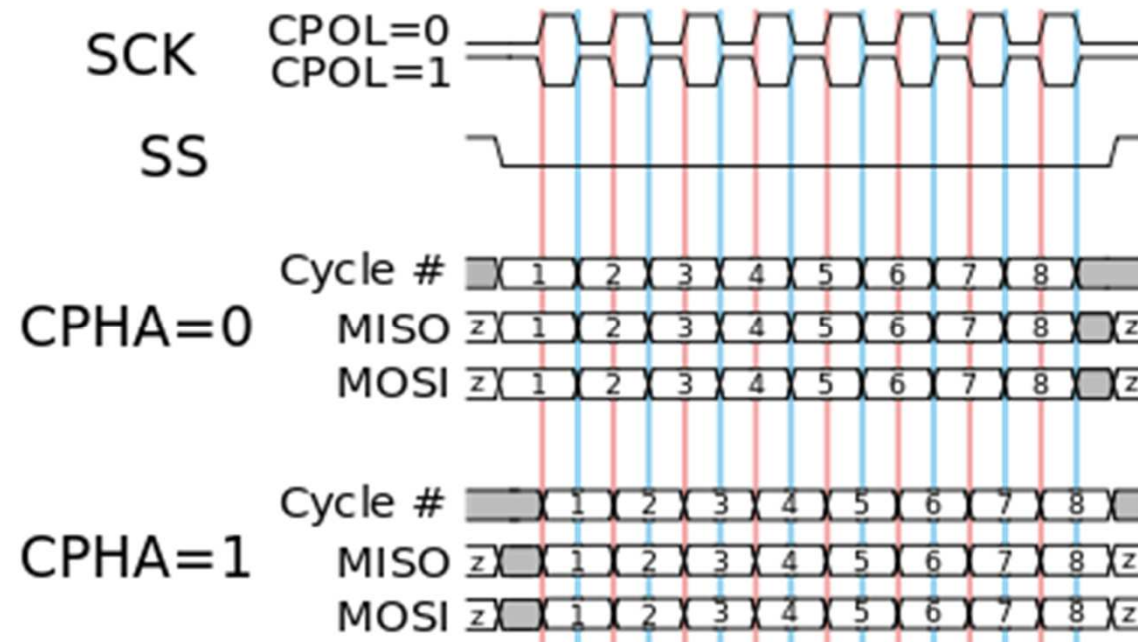 SCK CPOL=0
CPOL=1
SS
Cycle # 1 2 3 4 5 6 7 8
CPHA=0 MISO z 1 2 3 4 5 6 7 8 z
MOSI z 1 2 3 4 5 6 7 8 z
Cycle # 1 2 3 4 5 6 7 8
CPHA=1 MISO z 1 2 3 4 5 6 7 8 z
MOSI z 1 2 3 4 5 6 7 8 z